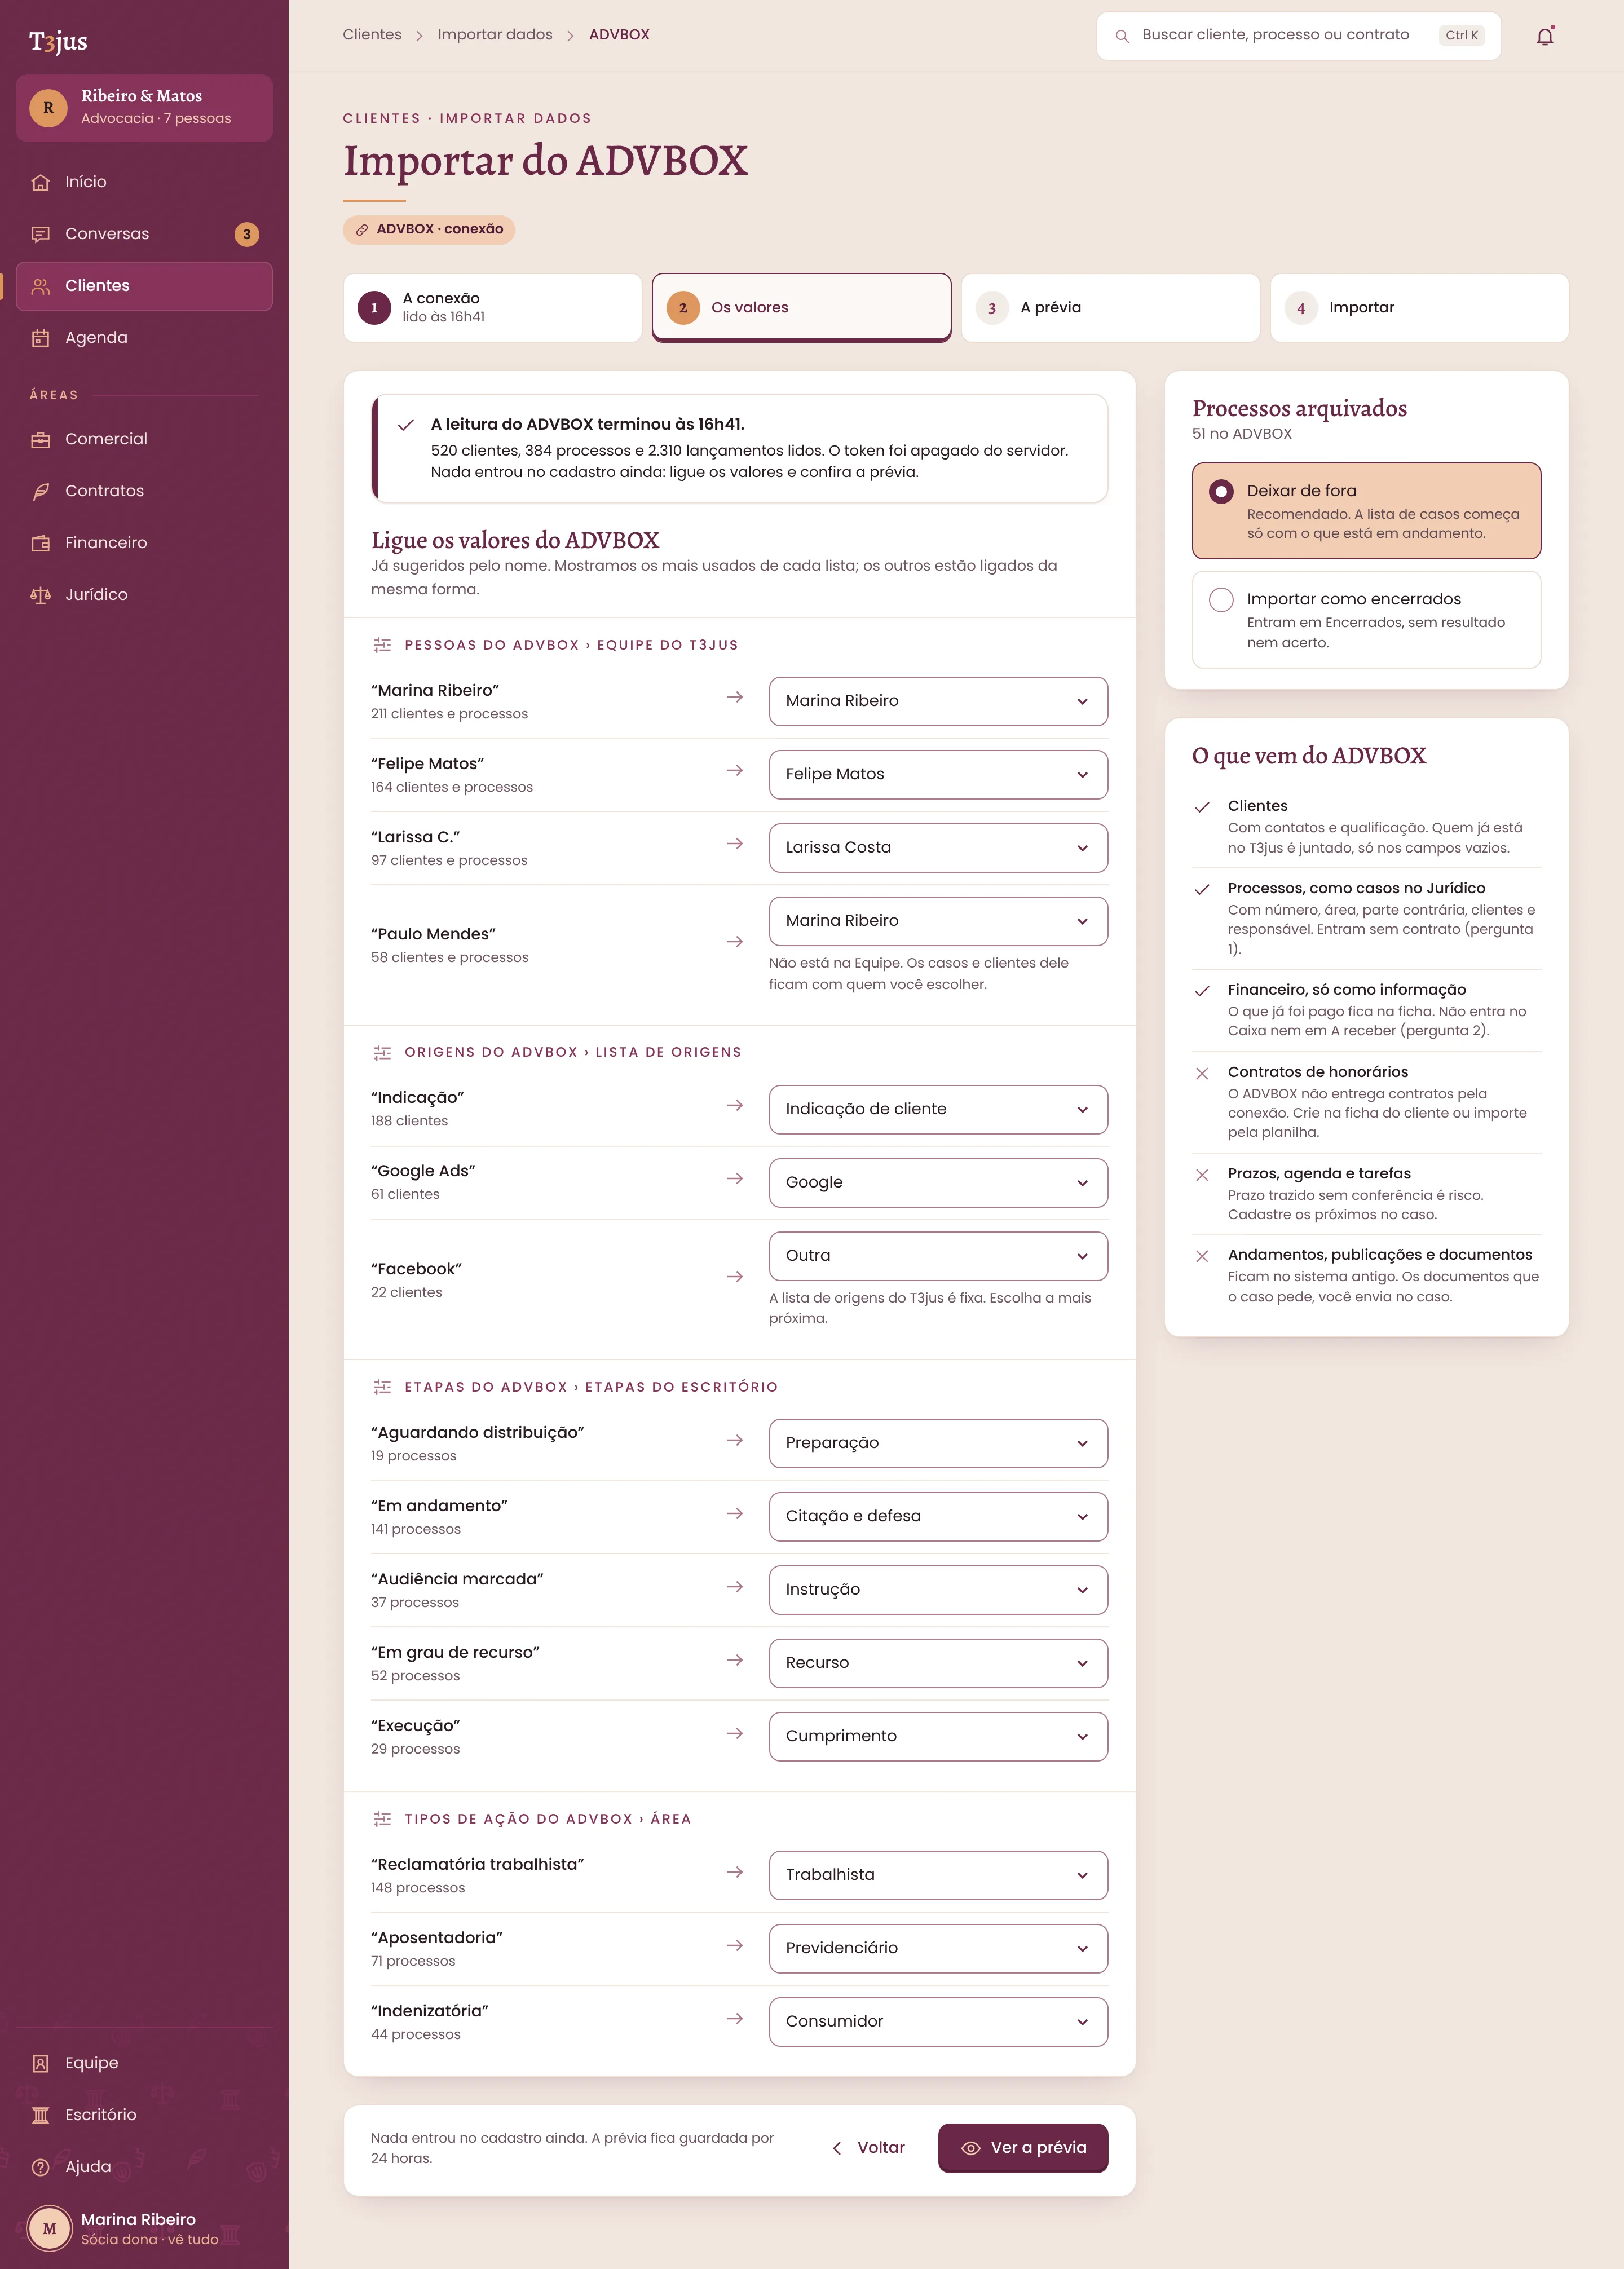 T3jus
R
Ribeiro & Matos
Advocacia · 7 pessoas
Início
Conversas
3
Clientes
Agenda
ÁREAS
Comercial
Contratos
Financeiro
Jurídico
Equipe
Escritório
Ajuda
M
Marina Ribeiro
Sócia dona · vê tudo
Clientes > Importar dados > ADVBOX
Buscar cliente, processo ou contrato
Ctrl K
CLIENTES · IMPORTAR DADOS
Importar do ADVBOX
ADVBOX · conexão
1
A conexão
lido às 16h41
2
Os valores
3
A prévia
4
Importar
A leitura do ADVBOX terminou às 16h41.
520 clientes, 384 processos e 2.310 lançamentos lidos. O token foi apagado do servidor.
Nada entrou no cadastro ainda: ligue os valores e confira a prévia.
Ligue os valores do ADVBOX
Já sugeridos pelo nome. Mostramos os mais usados de cada lista; os outros estão ligados da
mesma forma.
PESSOAS DO ADVBOX › EQUIPE DO T3JUS
“Marina Ribeiro”
211 clientes e processos
Marina Ribeiro
“Felipe Matos”
164 clientes e processos
Felipe Matos
“Larissa C.”
97 clientes e processos
Larissa Costa
“Paulo Mendes”
58 clientes e processos
Marina Ribeiro
Não está na Equipe. Os casos e clientes dele
ficam com quem você escolher.
ORIGENS DO ADVBOX › LISTA DE ORIGENS
“Indicação”
188 clientes
Indicação de cliente
“Google Ads”
61 clientes
Google
“Facebook”
22 clientes
Outra
A lista de origens do T3jus é fixa. Escolha a mais
próxima.
ETAPAS DO ADVBOX › ETAPAS DO ESCRITÓRIO
“Aguardando distribuição”
19 processos
Preparação
“Em andamento”
141 processos
Citação e defesa
“Audiência marcada”
37 processos
Instrução
“Em grau de recurso”
52 processos
Recurso
“Execução”
29 processos
Cumprimento
TIPOS DE AÇÃO DO ADVBOX › ÁREA
“Reclamatória trabalhista”
148 processos
Trabalhista
“Aposentadoria”
71 processos
Previdenciário
“Indenizatória”
44 processos
Consumidor
Nada entrou no cadastro ainda. A prévia fica guardada por
24 horas.
Voltar
Ver a prévia
Processos arquivados
51 no ADVBOX
Deixar de fora
Recomendado. A lista de casos começa
só com o que está em andamento.
Importar como encerrados
Entram em Encerrados, sem resultado
nem acerto.
O que vem do ADVBOX
Clientes
Com contatos e qualificação. Quem já está
no T3jus é juntado, só nos campos vazios.
Processos, como casos no Jurídico
Com número, área, parte contrária, clientes e
responsável. Entram sem contrato (pergunta
1).
Financeiro, só como informação
O que já foi pago fica na ficha. Não entra no
Caixa nem em A receber (pergunta 2).
Contratos de honorários
O ADVBOX não entrega contratos pela
conexão. Crie na ficha do cliente ou importe
pela planilha.
Prazos, agenda e tarefas
Prazo trazido sem conferência é risco.
Cadastre os próximos no caso.
Andamentos, publicações e documentos
Ficam no sistema antigo. Os documentos que
o caso pede, você envia no caso.